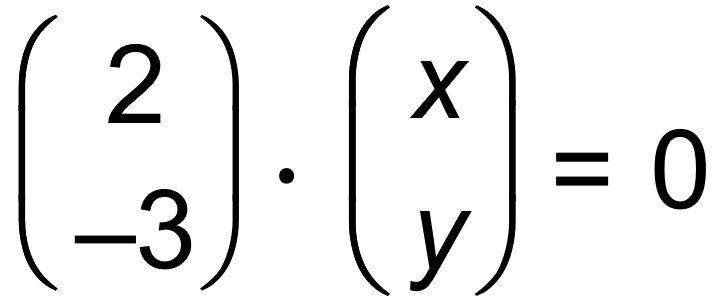 ( 2 −3 ) · ( x y ) = 0